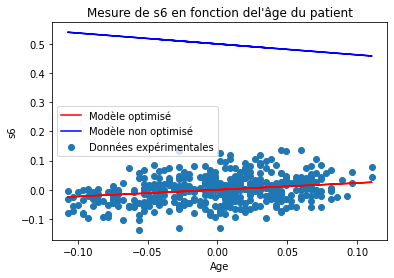 Mesure de s6 en fonction del'âge du patient
0.5
0.4
0.3
0.2
0.1
0.0
−0.1
s6
Modèle optimisé
Modèle non optimisé
Données expérimentales
−0.10
−0.05
0.00
0.05
0.10
Age